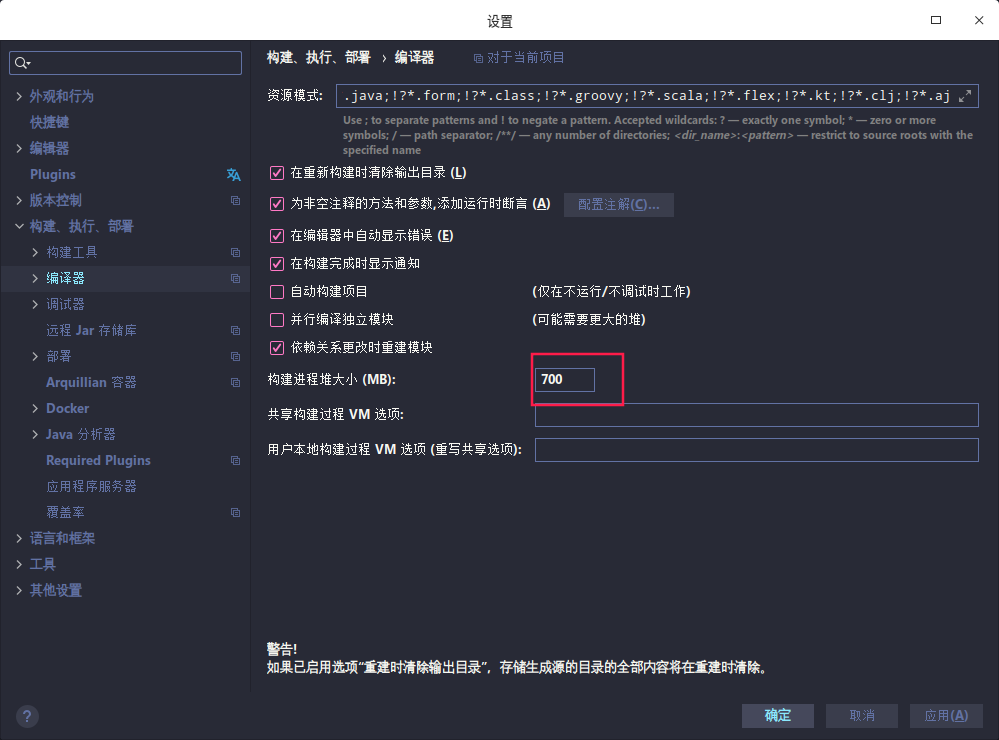 设置
构建、执行、部署 › 编译器
对于当前项目
外观和行为
快捷键
编辑器
Plugins
版本控制
构建、执行、部署
构建工具
编译器
调试器
远程 Jar 存储库
部署
Arquillian 容器
Docker
Java 分析器
Required Plugins
应用程序服务器
覆盖率
语言和框架
工具
其他设置
资源模式:
.java;!?*.form;!?*.class;!?*.groovy;!?*.scala;!?*.flex;!?*.kt;!?*.clj;!?*.aj
Use ; to separate patterns and ! to negate a pattern. Accepted wildcards: ? — exactly one symbol; * — zero or more
symbols; / — path separator; /**/ — any number of directories; <dir_name>:<pattern> — restrict to source roots with the
specified name
在重新构建时清除输出目录 (L)
为非空注释的方法和参数,添加运行时断言 (A)
配置注解(C)...
在编辑器中自动显示错误 (E)
在构建完成时显示通知
自动构建项目 (仅在不运行/不调试时工作)
并行编译独立模块 (可能需要更大的堆)
依赖关系更改时重建模块
构建进程堆大小 (MB): 700
共享构建过程 VM 选项:
用户本地构建过程 VM 选项 (重写共享选项):
警告!
如果已启用选项“重建时清除输出目录”，存储生成源的目录的全部内容将在重建时清除。
?
确定
取消
应用(A)